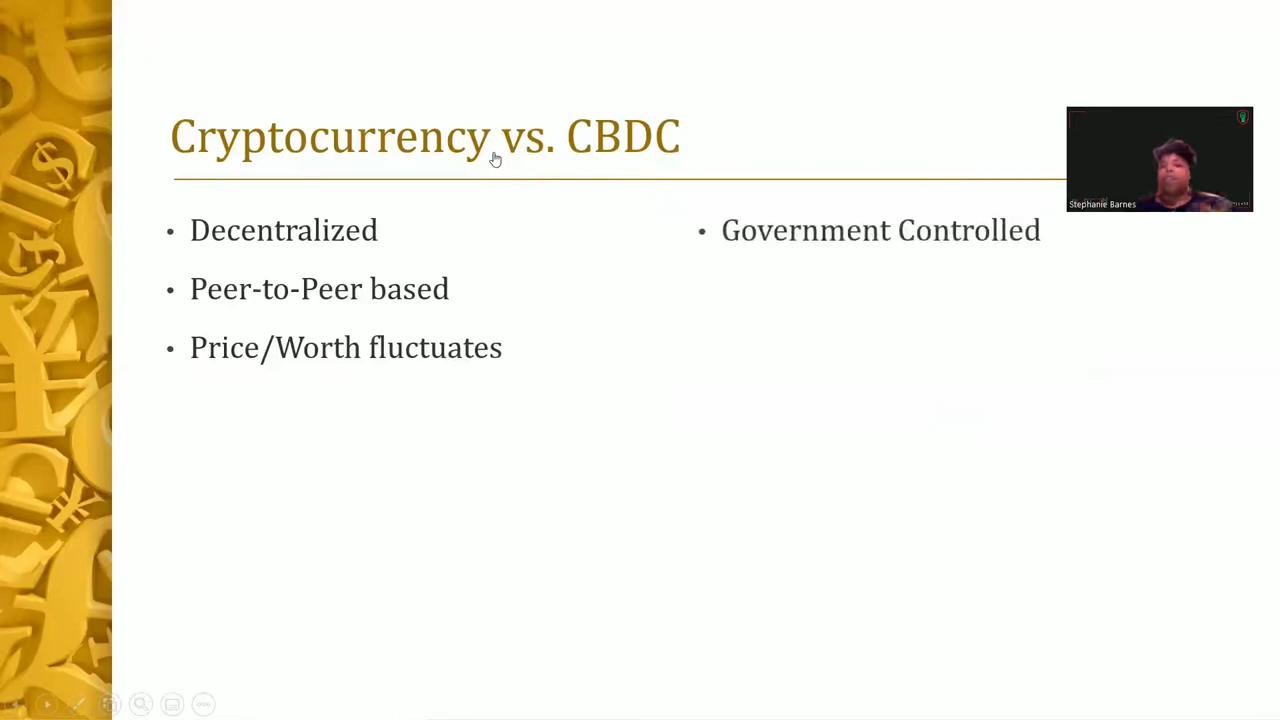 Cryptocurrency vs. CBDC
Stephanie Barnes
• Decentralized
• Peer-to-Peer based
• Price/Worth fluctuates
• Government Controlled